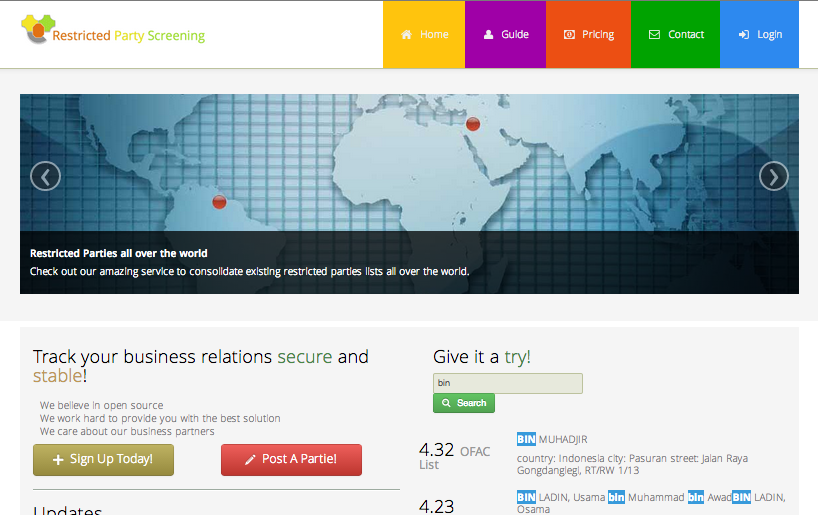 Restricted Party Screening
Home
Guide
Pricing
Contact
Login
Restricted Parties all over the world
Check out our amazing service to consolidate existing restricted parties lists all over the world.
Track your business relations secure and
stable!
We believe in open source
We work hard to provide you with the best solution
We care about our business partners
Sign Up Today!
Post A Partie!
Updates
Give it a try!
bin
Search
4.32 OFAC
List
BIN MUHADJIR
country: Indonesia city: Pasuran street: Jalan Raya
Gongdanglegi, RT/RW 1/13
4.23
BIN LADIN, Usama bin Muhammad bin AwadBIN LADIN,
Osama